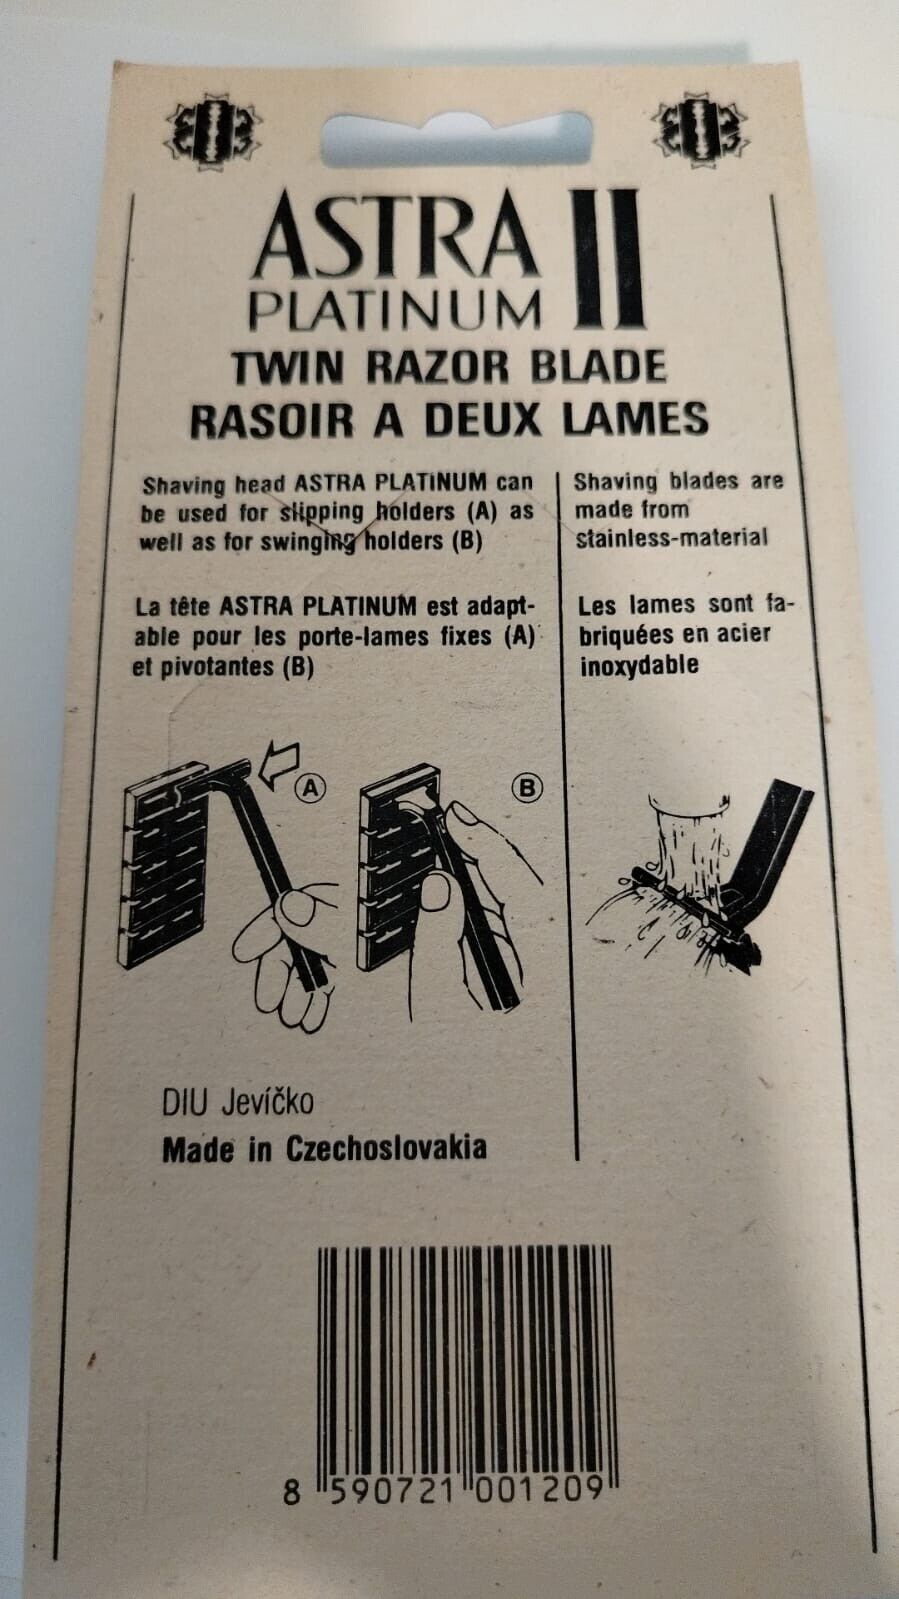 ASTRA II
PLATINUM
TWIN RAZOR BLADE
RASOIR A DEUX LAMES
Shaving head ASTRA PLATINUM can
be used for slipping holders (A) as
well as for swinging holders (B)
La tête ASTRA PLATINUM est adapt-
able pour les porte-lames fixes (A)
et pivotantes (B)
Shaving blades are
made from
stainless-material
Les lames sont fa-
briquées en acier
inoxydable
A
B
DIU Jevíčko
Made in Czechoslovakia
8 590721 001209